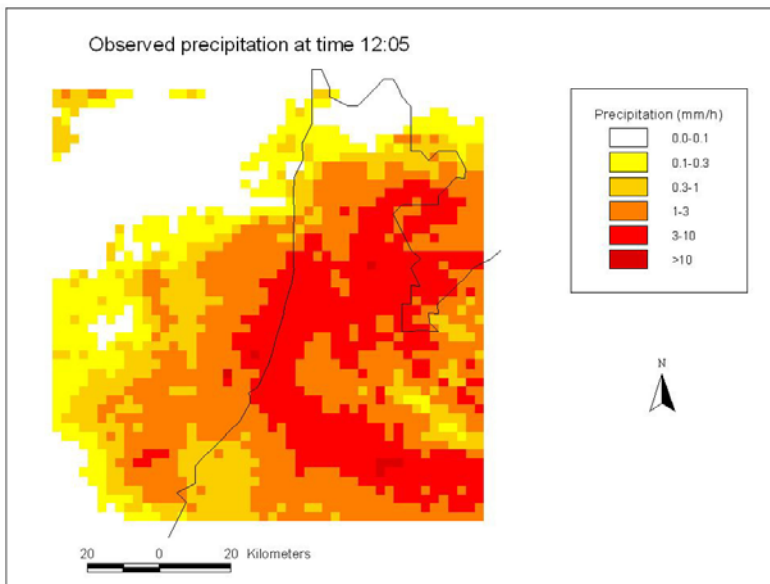 Observed precipitation at time 12:05
Precipitation (mm/h)
0.0-0.1
0.1-0.3
0.3-1
1-3
3-10
>10
N
20 0 20 Kilometers